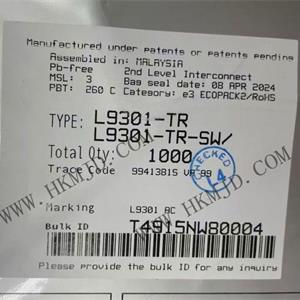 Manufactured under patents or patents pending
Assembled in: MALAYSIA
Pb-free 2nd Level Interconnect
MSL: 3 Bag seal date: 08 APR 2024
PBT: 260 C Category: e3 ECOPACK2/RoHS
TYPE: L9301-TR
L9301-TR-SW/
Total Qty: 1000
Trace Code 99413815 VR 99
CHECKED
4
WWW.HKMJD.COM
Marking L9301 AC
Bulk ID T4915NW80004
Please provide the bulk ID for any inquiry